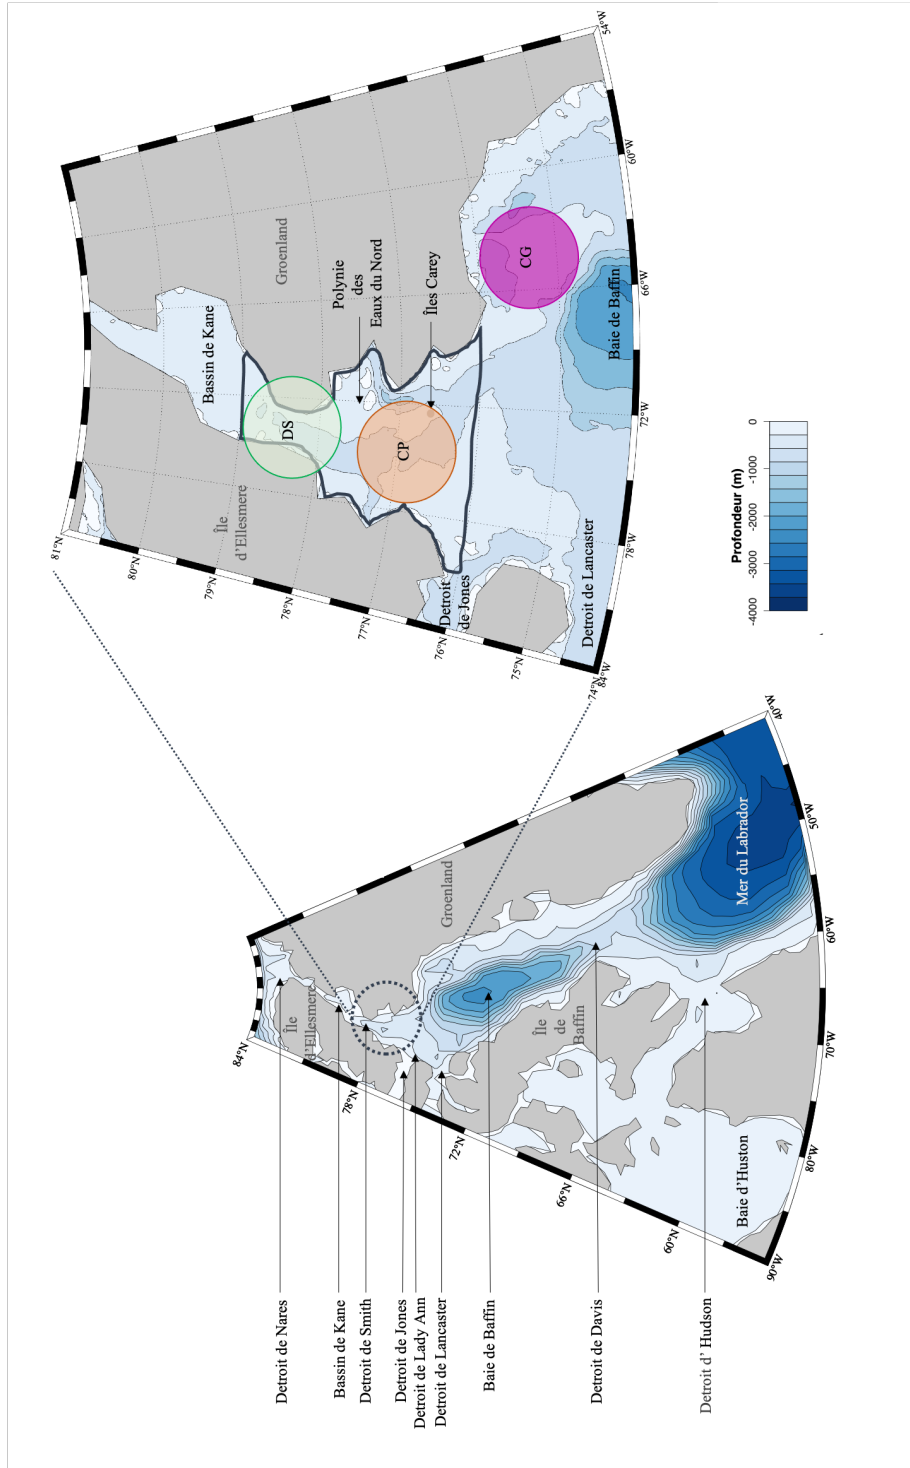 Detroit de Nares
Bassin de Kane
Detroit de Smith
Detroit de Jones
Detroit de Lady Ann
Detroit de Lancaster
Baie de Baffin
Detroit de Davis
Detroit d’ Hudson
84°N
78°N
72°N
66°N
60°N
90°W
80°W
70°W
60°W
50°W
40°W
Île
d’Ellesmere
Groenland
Île
de
Baffin
Mer du Labrador
Baie d’Huston
81°N
80°N
79°N
78°N
77°N
76°N
75°N
74°N
84°W
78°W
72°W
66°W
60°W
54°W
Bassin de Kane
Groenland
Île
d’Ellesmere
Polynie
des
Eaux du Nord
Îles Carey
DS
CP
CG
Detroit
de Jones
Detroit de Lancaster
Baie de Baffin
Profondeur (m)
0
-1000
-2000
-3000
-4000